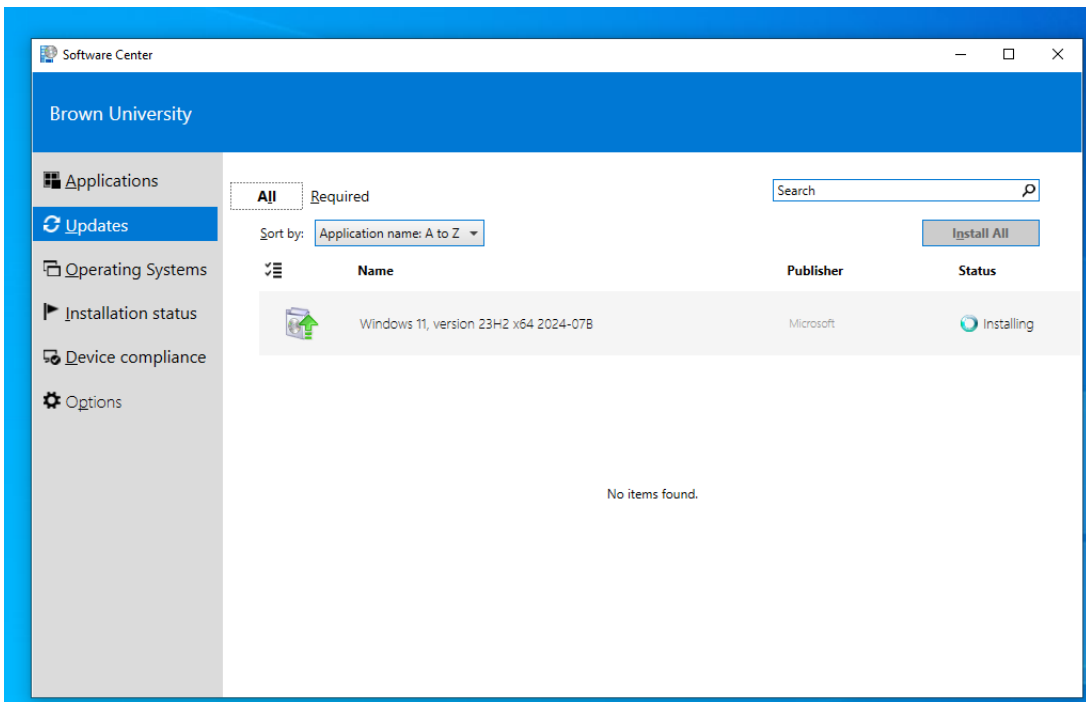 Software Center
Brown University
Applications
Updates
Operating Systems
Installation status
Device compliance
Options
All Required
Search
Sort by: Application name: A to Z
Install All
Name Publisher Status
Windows 11, version 23H2 x64 2024-07B Microsoft Installing
No items found.